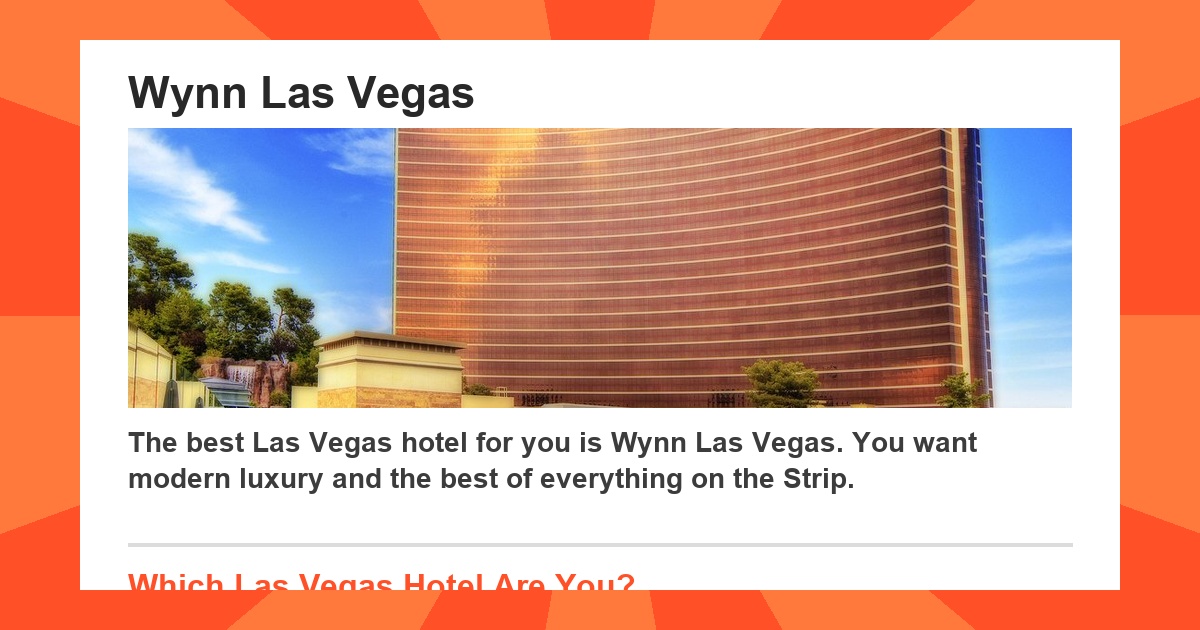 Wynn Las Vegas
The best Las Vegas hotel for you is Wynn Las Vegas. You want
modern luxury and the best of everything on the Strip.
Which Las Vegas Hotel Are You?